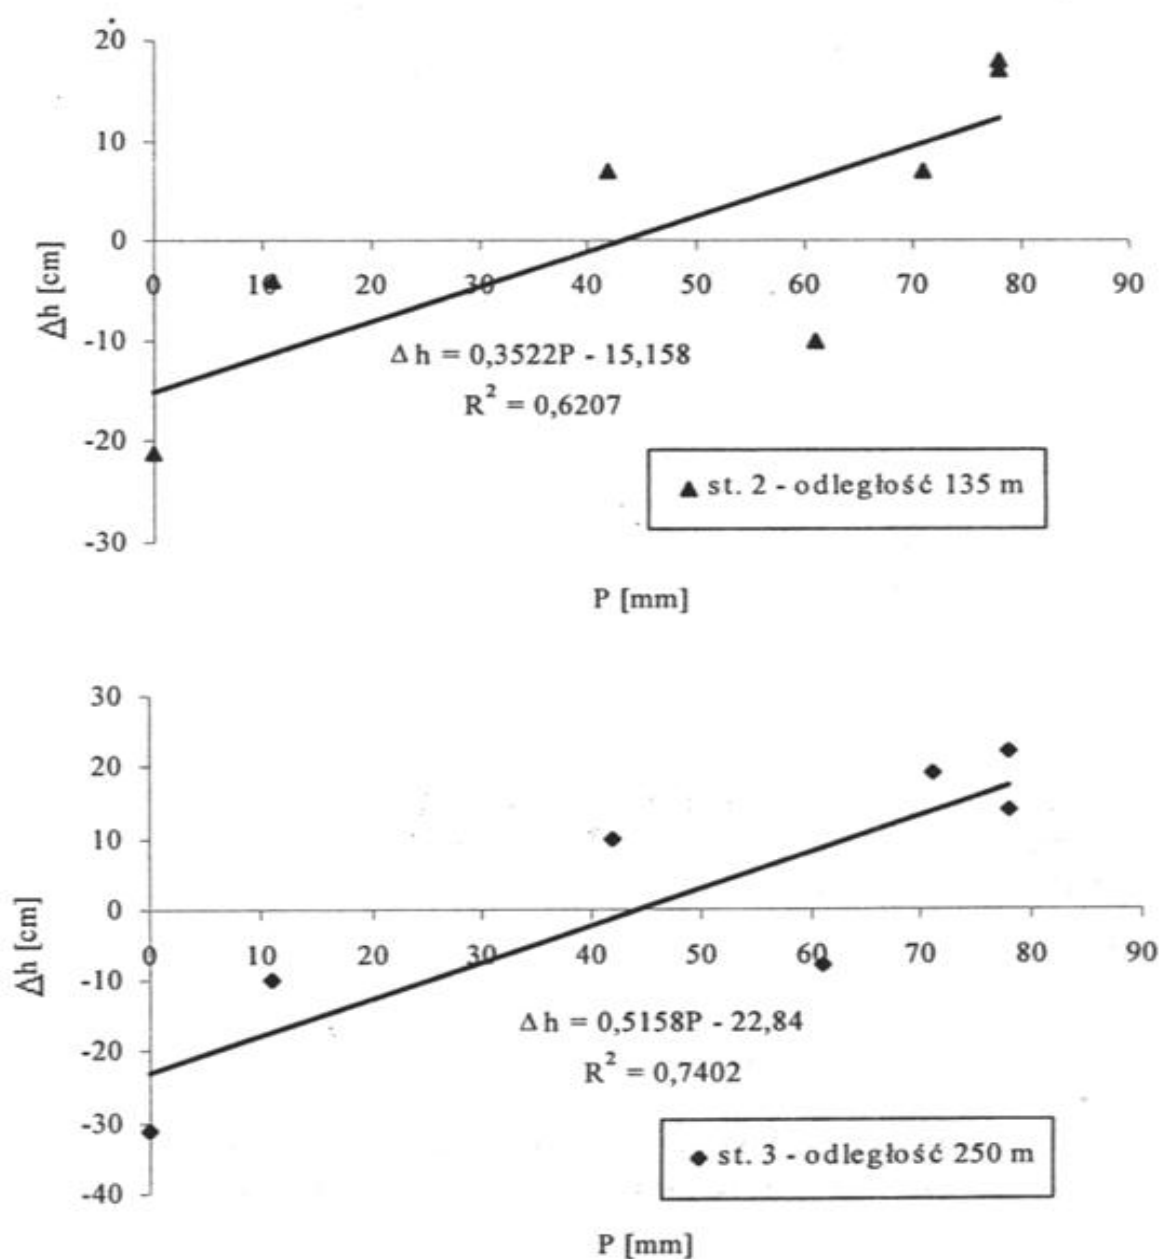 20
10
0
-10
-20
-30
0 10 20 30 40 50 60 70 80 90
Δh [cm]
Δh = 0,3522P - 15,158
R² = 0,6207
▲ st. 2 - odległość 135 m
P [mm]
30
20
10
0
-10
-20
-30
-40
0 10 20 30 40 50 60 70 80 90
Δh [cm]
Δh = 0,5158P - 22,84
R² = 0,7402
◆ st. 3 - odległość 250 m
P [mm]